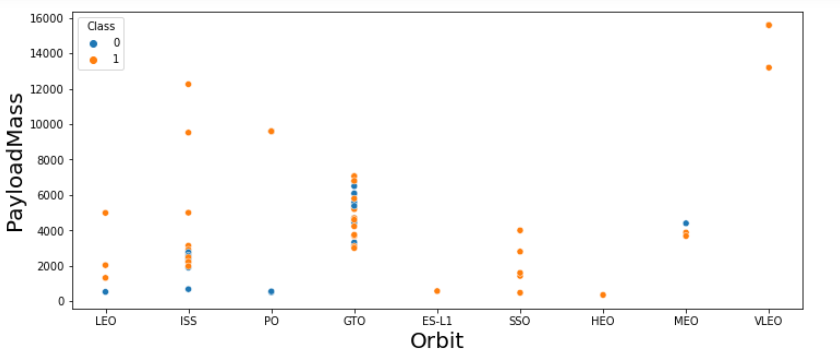 Class
0
1
16000
14000
12000
10000
8000
6000
4000
2000
0
PayloadMass
LEO ISS PO GTO ES-L1 SSO HEO MEO VLEO
Orbit